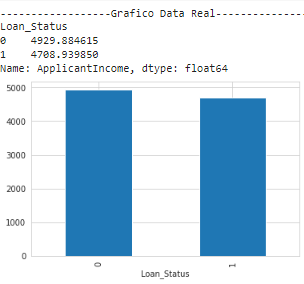 ------------------Grafico Data Real--------------
Loan_Status
0    4929.884615
1    4708.939850
Name: ApplicantIncome, dtype: float64
5000
4000
3000
2000
1000
0
0
1
Loan_Status